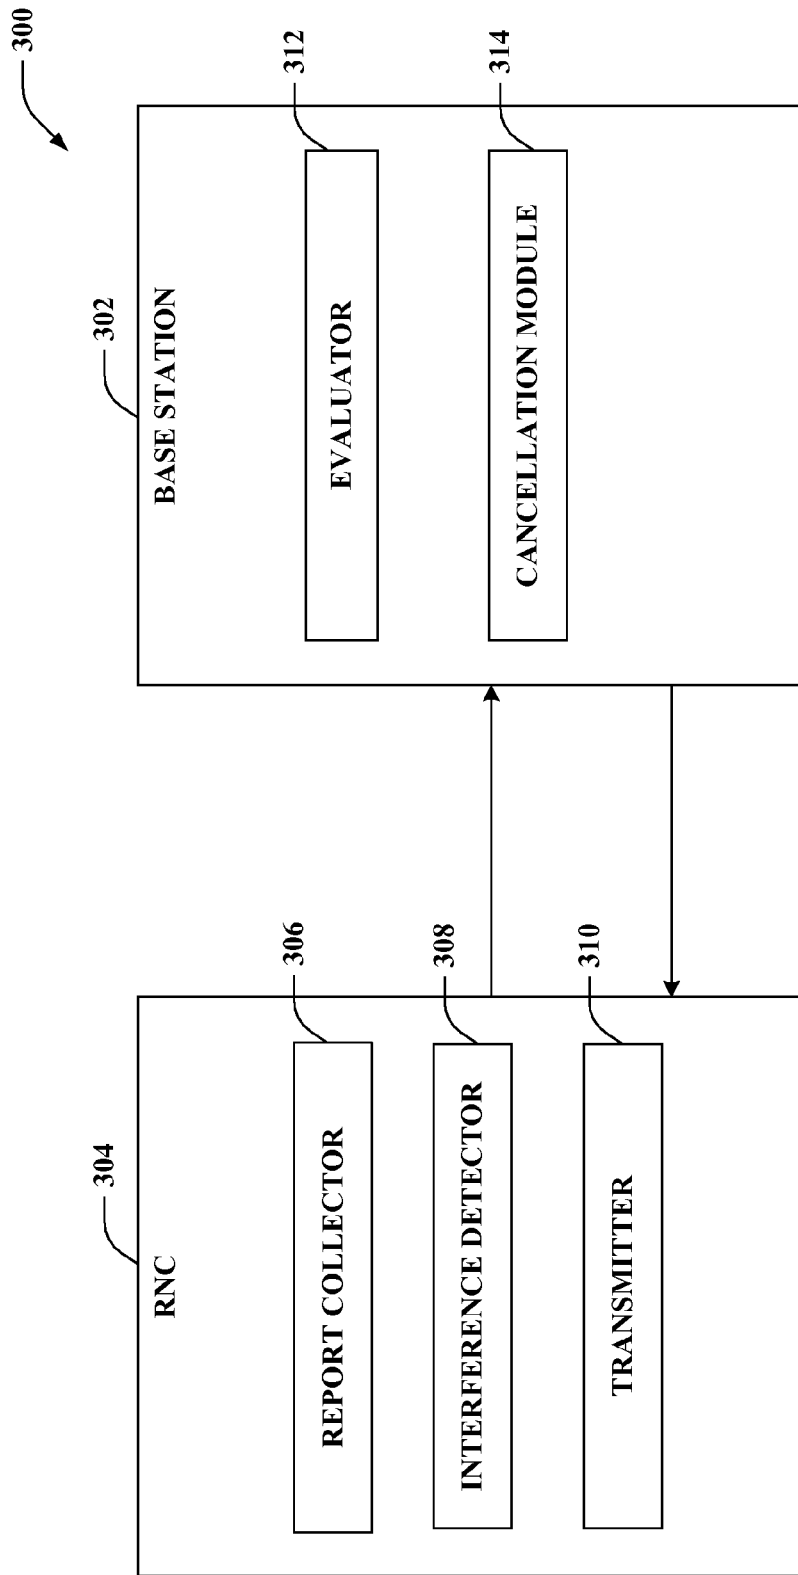 300
304
RNC
306
REPORT COLLECTOR
308
INTERFERENCE DETECTOR
310
TRANSMITTER
302
BASE STATION
312
EVALUATOR
314
CANCELLATION MODULE